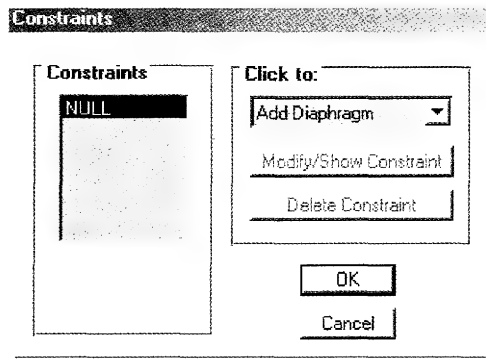 Constraints
Constraints
NULL
Click to:
Add Diaphragm
Modify/Show Constraint
Delete Constraint
OK
Cancel